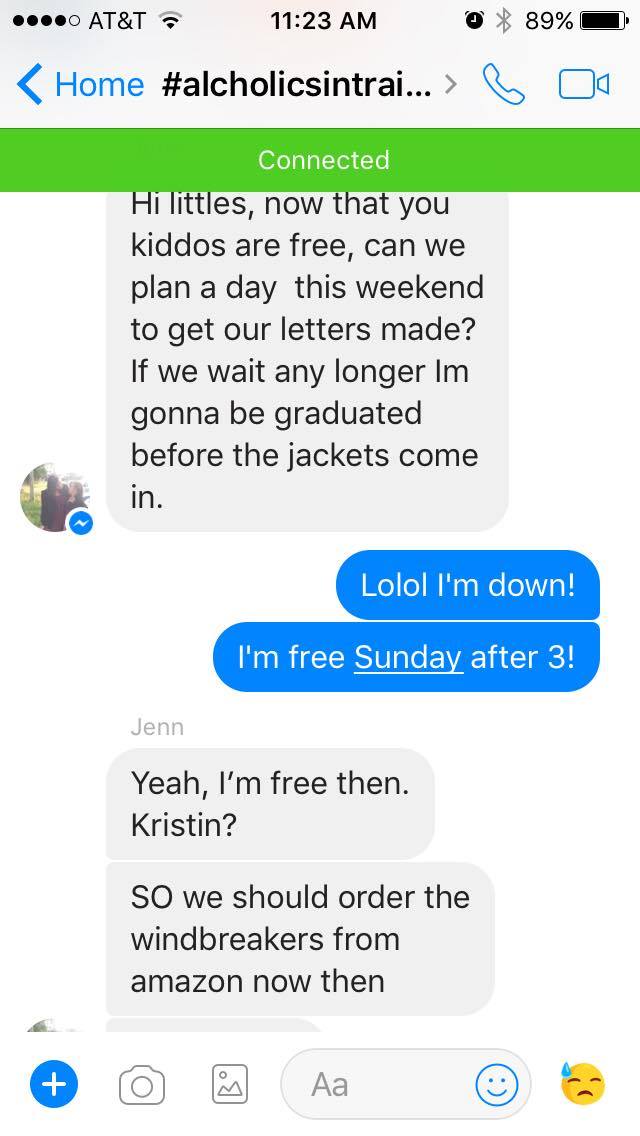 AT&T 11:23 AM 89%
Home #alcholicsintrai...
Connected
Hi littles, now that you
kiddos are free, can we
plan a day  this weekend
to get our letters made?
If we wait any longer Im
gonna be graduated
before the jackets come
in.
Lolol I'm down!
I'm free Sunday after 3!
Jenn
Yeah, I’m free then.
Kristin?
SO we should order the
windbreakers from
amazon now then
Aa